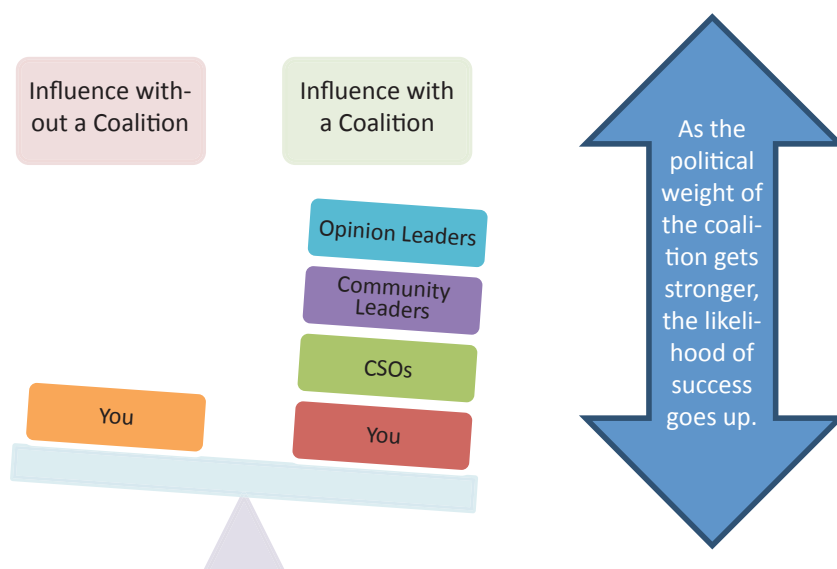 Influence with-
out a Coalition
Influence with
a Coalition
Opinion Leaders
Community
Leaders
CSOs
You
You
As the
political
weight of
the coali-
tion gets
stronger,
the likeli-
hood of
success
goes up.